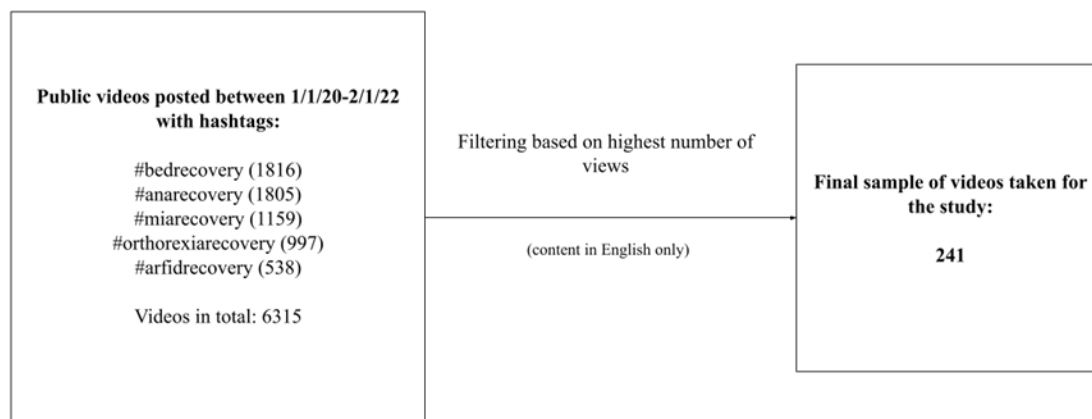 Public videos posted between 1/1/20-2/1/22
with hashtags:
#bedrecovery (1816)
#anarecovery (1805)
#miarecovery (1159)
#orthorexiarecovery (997)
#arfidrecovery (538)
Videos in total: 6315
Filtering based on highest number of
views
(content in English only)
Final sample of videos taken for
the study:
241